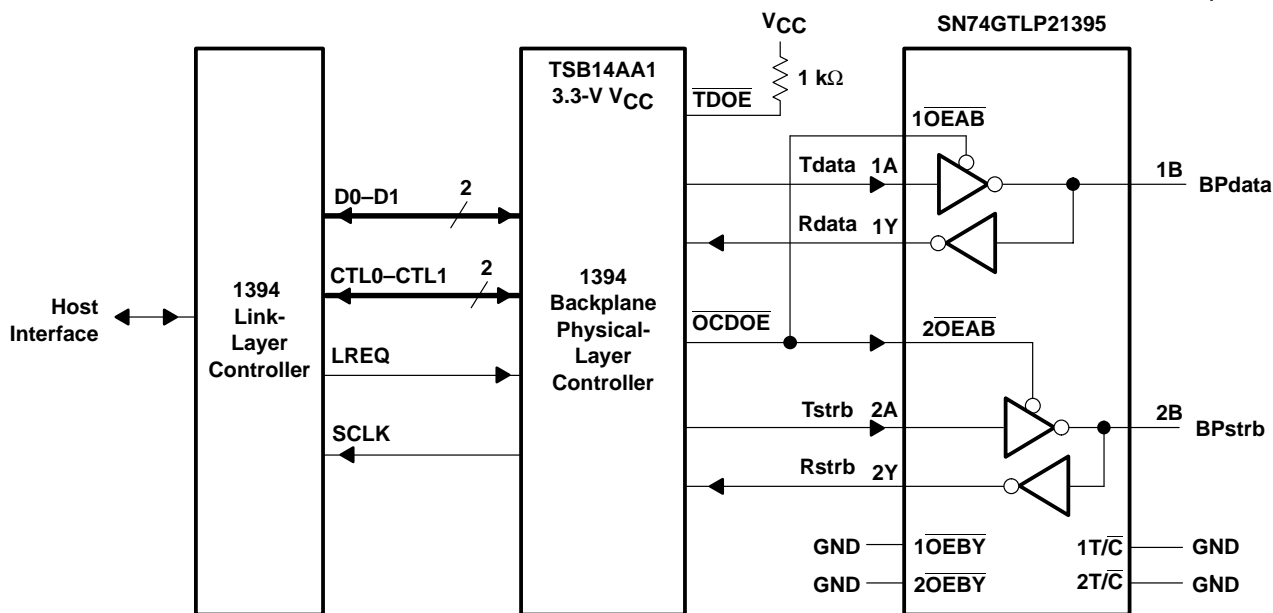 VCC
1 kΩ
SN74GTLP21395
TSB14AA1
3.3-V VCC
TDOE
1OEAB
Tdata 1A
1B BPdata
D0–D1
2
Rdata 1Y
CTL0–CTL1
2
Host
Interface
1394
Link-
Layer
Controller
1394
Backplane
Physical-
Layer
Controller
OCDOE
2OEAB
LREQ
Tstrb 2A
2B BPstrb
SCLK
Rstrb 2Y
GND 1OEBY
1T/C GND
GND 2OEBY
2T/C GND